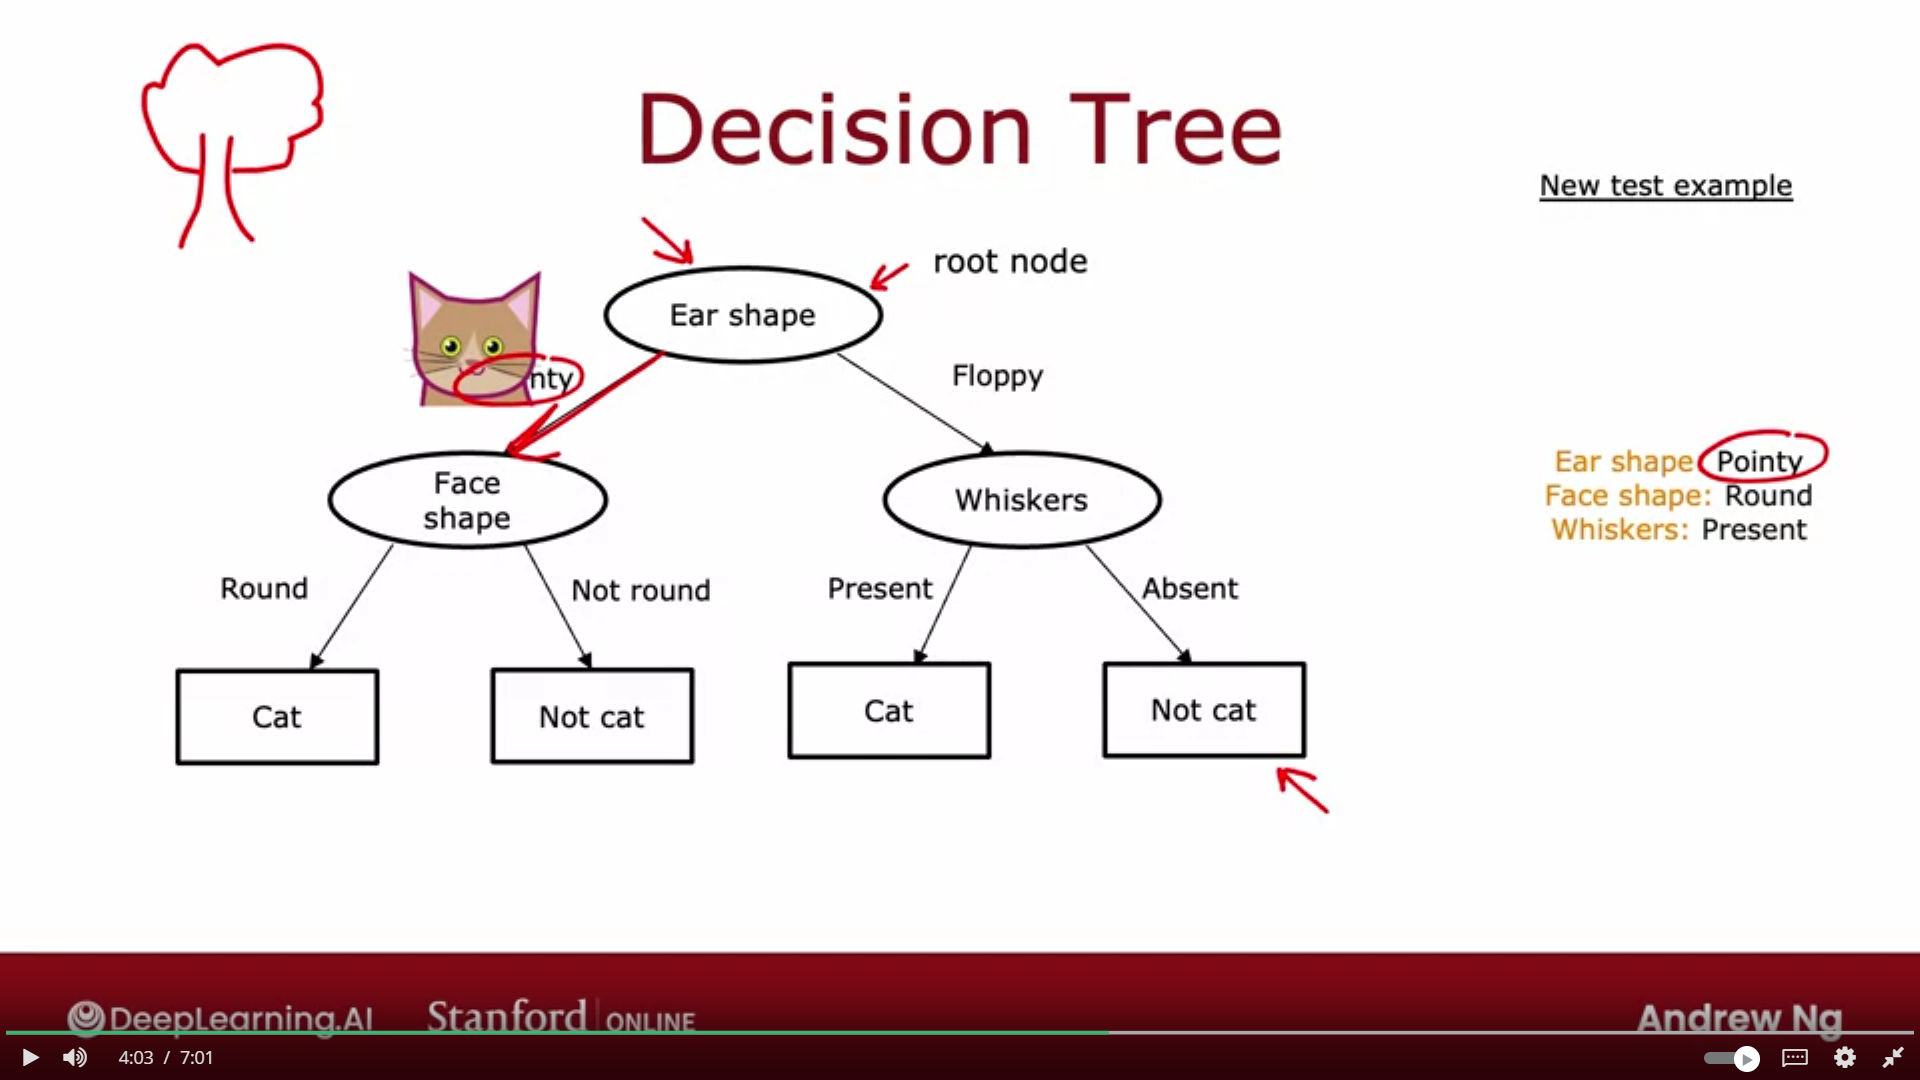 Decision Tree
New test example
root node
Ear shape
nty
Floppy
Ear shape Pointy
Face shape: Round
Whiskers: Present
Face
shape
Whiskers
Round
Not round
Present
Absent
Cat
Not cat
Cat
Not cat
DeepLearning.AI
Stanford ONLINE
Andrew Ng
4:03 / 7:01